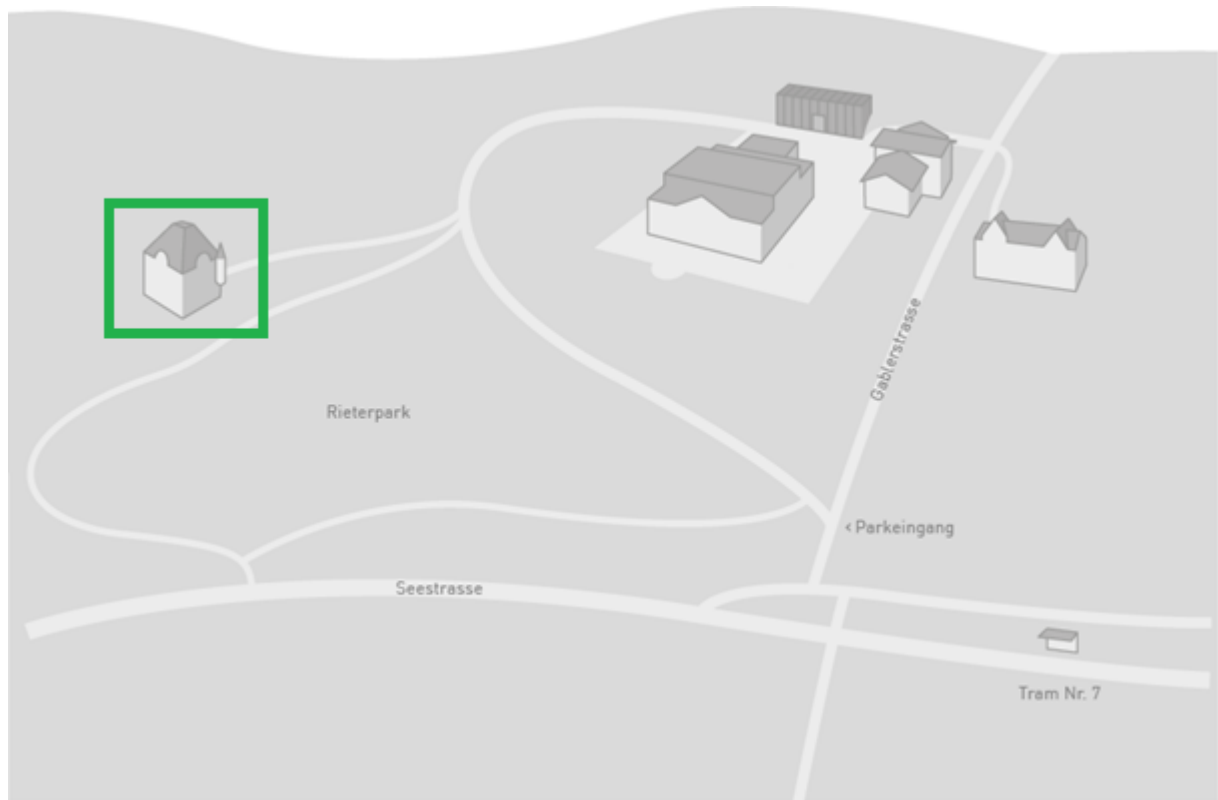 Gablerstrasse
Rieterpark
< Parkeingang
Seestrasse
Tram Nr. 7